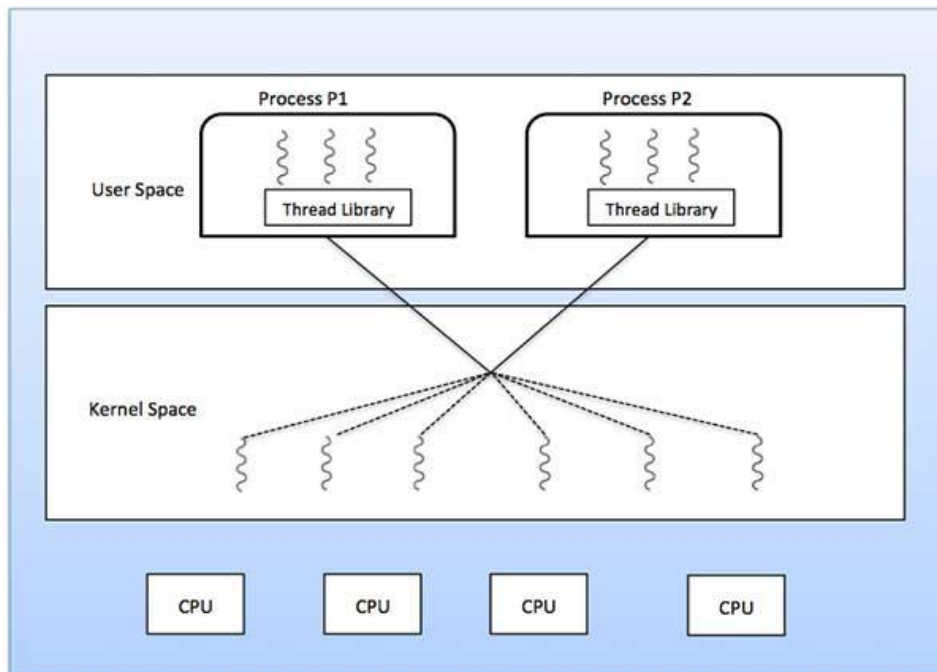 Process P1
Process P2
User Space
Thread Library
Thread Library
Kernel Space
CPU
CPU
CPU
CPU